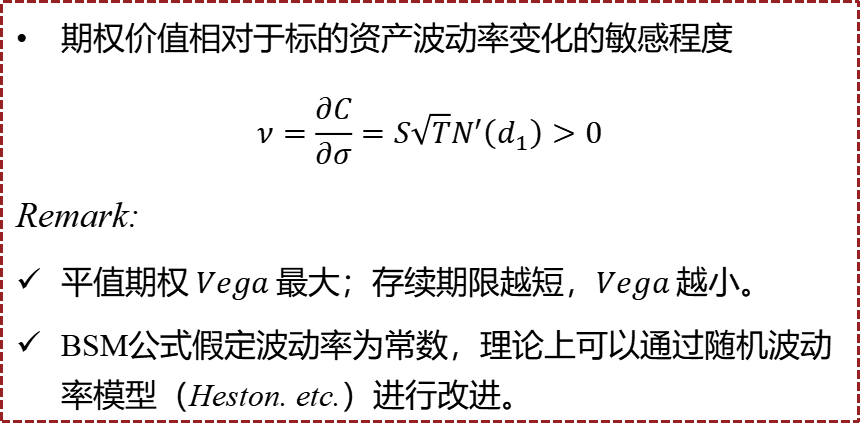 • 期权价值相对于标的资产波动率变化的敏感程度
ν = ∂C/∂σ = S√T N′(d₁) > 0
Remark:
✓ 平值期权 Vega 最大；存续期限越短，Vega 越小。
✓ BSM公式假定波动率为常数，理论上可以通过随机波动
率模型（Heston. etc.）进行改进。